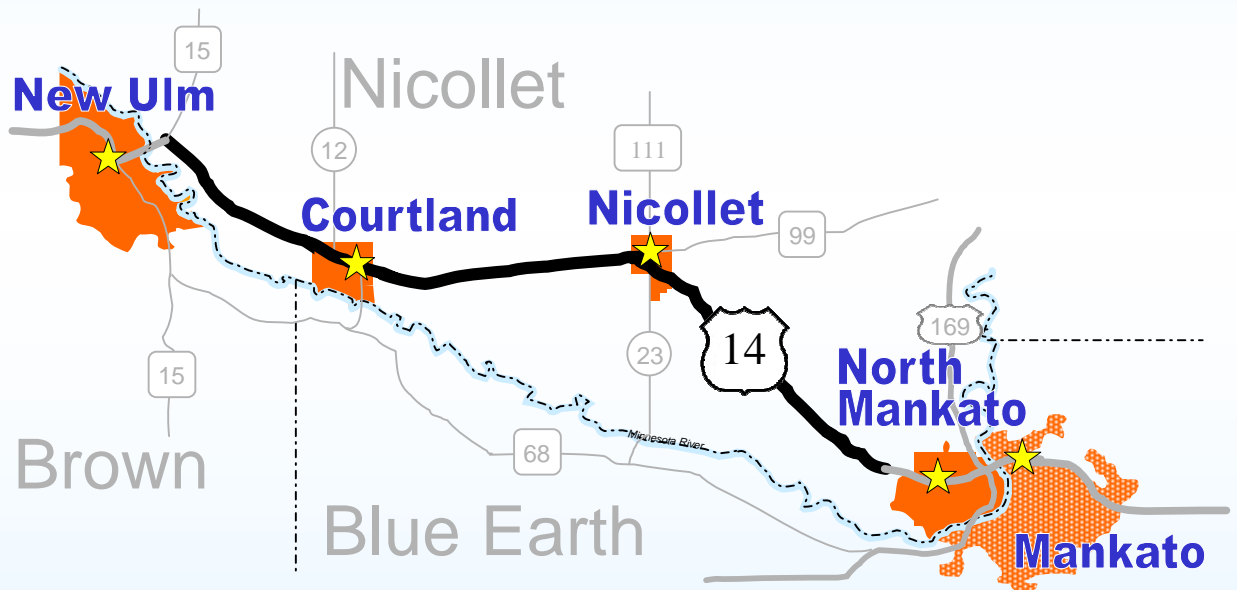 15
Nicollet
New Ulm
12
111
Courtland
Nicollet
99
169
14
23
North
Mankato
15
Minnesota River
Brown
68
Blue Earth
Mankato